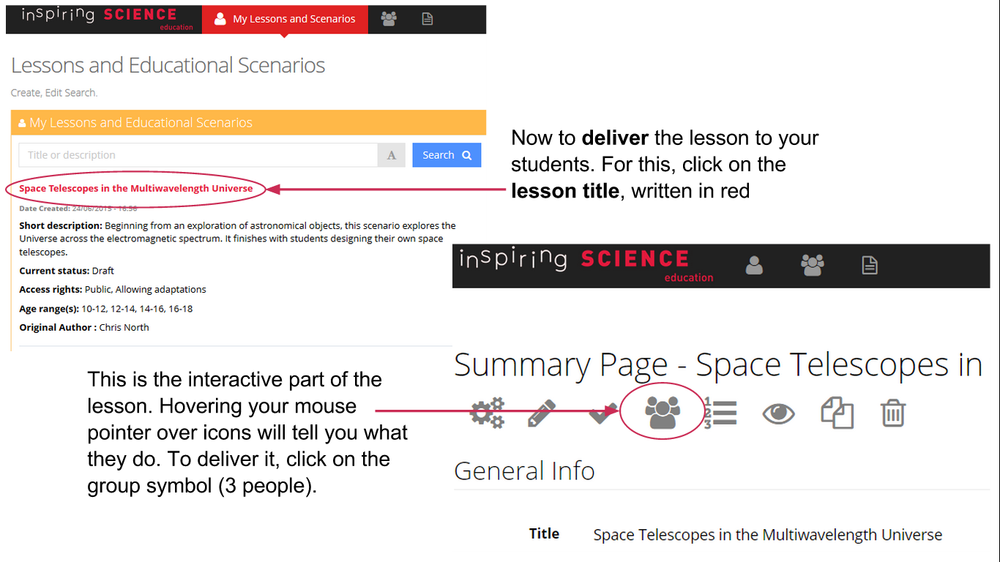 inspiring SCIENCE
education
My Lessons and Scenarios
Lessons and Educational Scenarios
Create, Edit Search.
My Lessons and Educational Scenarios
Title or description
A
Search
Space Telescopes in the Multiwavelength Universe
Date Created: 24/06/2015 - 16:56
Short description: Beginning from an exploration of astronomical objects, this scenario explores the
Universe across the electromagnetic spectrum. It finishes with students designing their own space
telescopes.
Current status: Draft
Access rights: Public, Allowing adaptations
Age range(s): 10-12, 12-14, 14-16, 16-18
Original Author : Chris North
Now to deliver the lesson to your
students. For this, click on the
lesson title, written in red
This is the interactive part of the
lesson. Hovering your mouse
pointer over icons will tell you what
they do. To deliver it, click on the
group symbol (3 people).
inspiring SCIENCE
education
Summary Page - Space Telescopes in
1
2
3
General Info
Title Space Telescopes in the Multiwavelength Universe